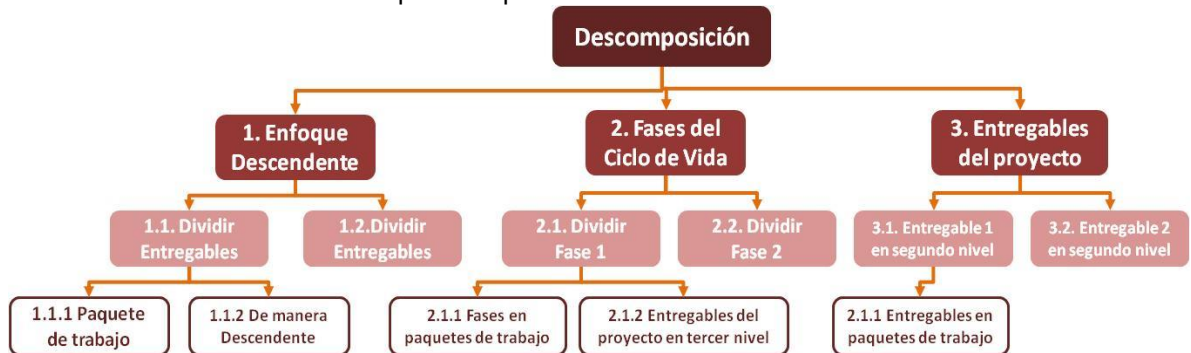 Descomposición
1. Enfoque
Descendente
2. Fases del
Ciclo de Vida
3. Entregables
del proyecto
1.1. Dividir
Entregables
1.2.Dividir
Entregables
2.1. Dividir
Fase 1
2.2. Dividir
Fase 2
3.1. Entregable 1
en segundo nivel
3.2. Entregable 2
en segundo nivel
1.1.1 Paquete
de trabajo
1.1.2 De manera
Descendente
2.1.1 Fases en
paquetes de trabajo
2.1.2 Entregables del
proyecto en tercer nivel
2.1.1 Entregables en
paquetes de trabajo